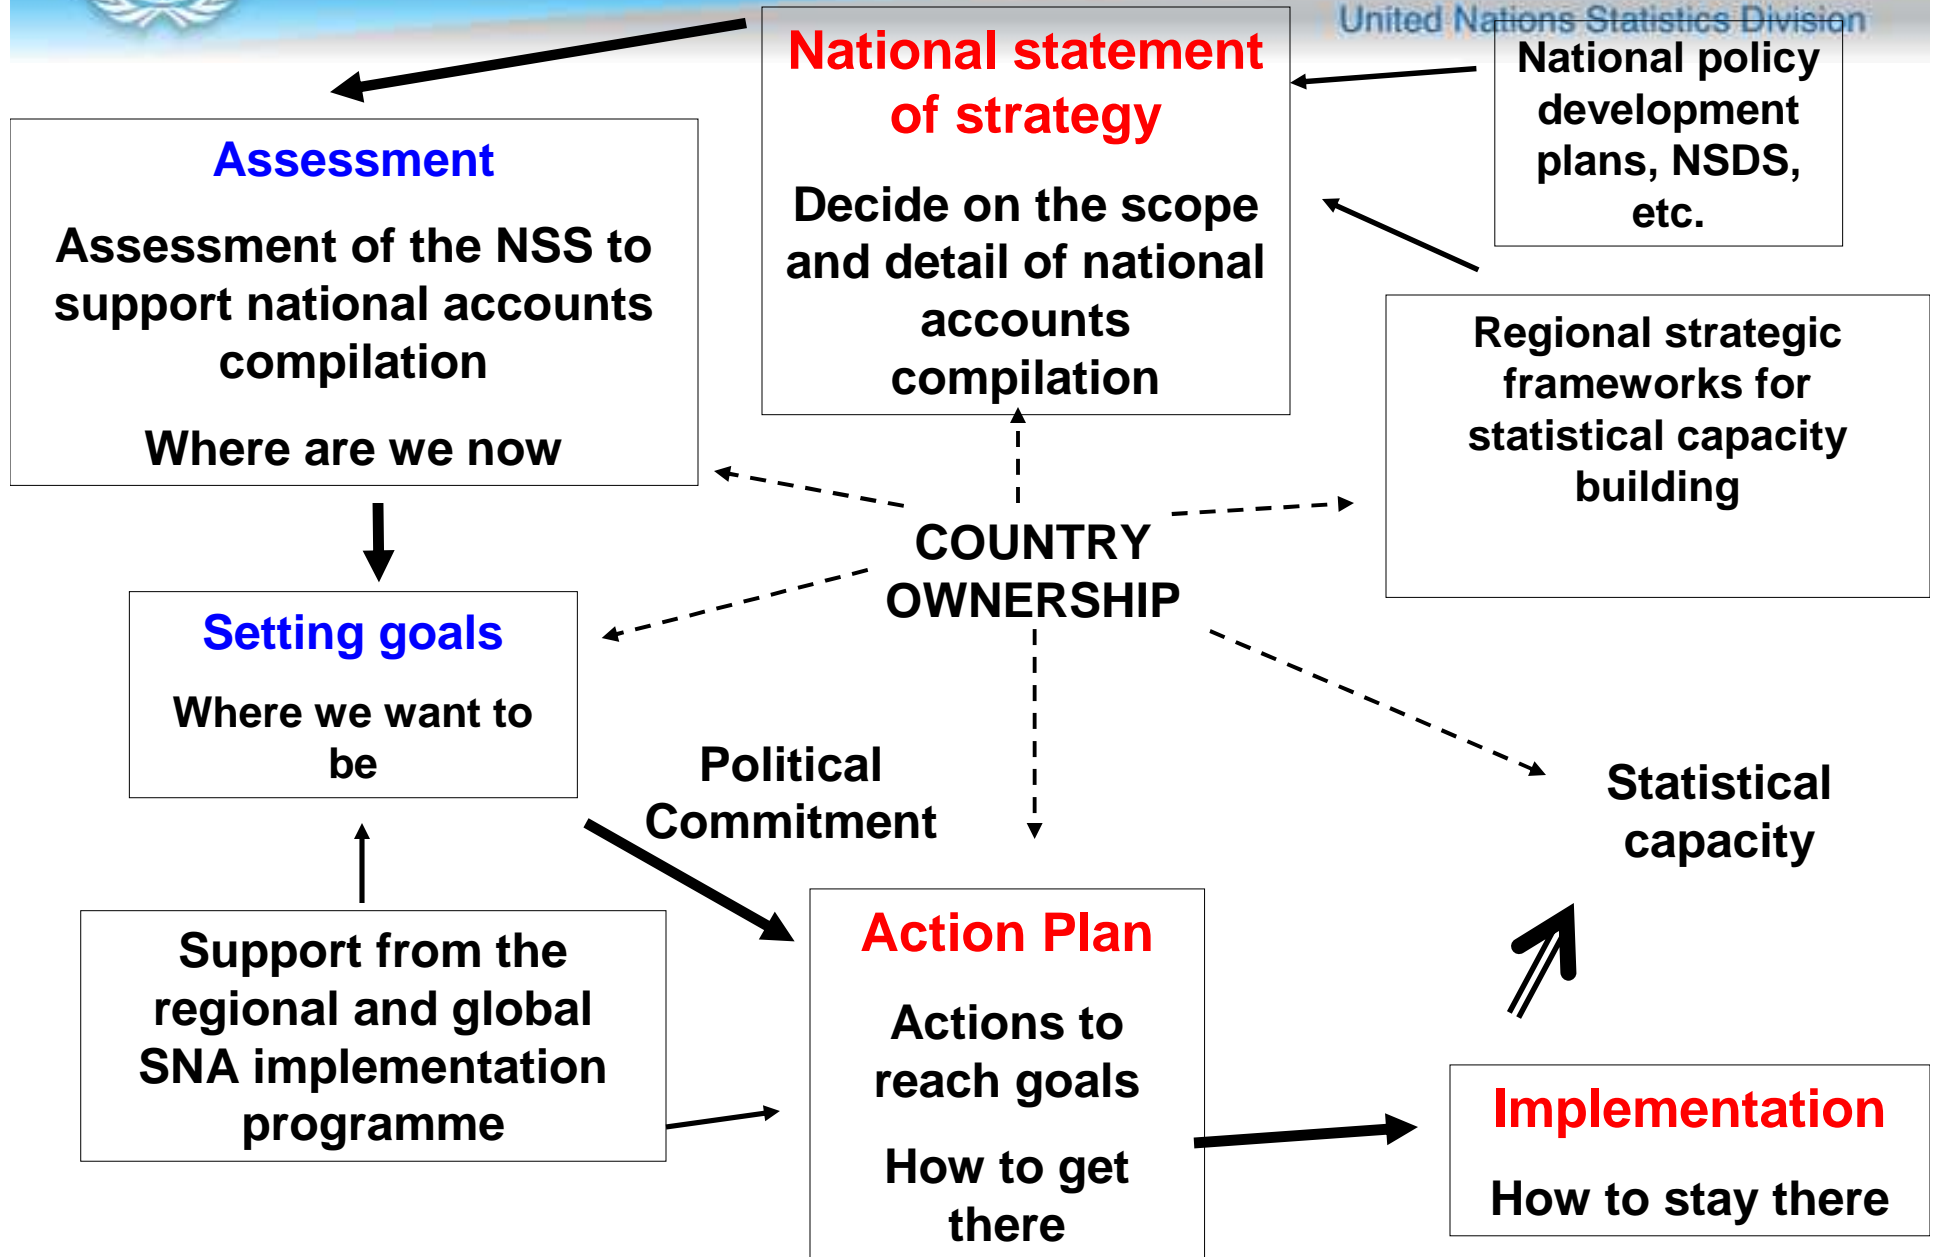 United Nations Statistics Division
National statement
of strategy
Decide on the scope
and detail of national
accounts
compilation
National policy
development
plans, NSDS,
etc.
Assessment
Assessment of the NSS to
support national accounts
compilation
Where are we now
Regional strategic
frameworks for
statistical capacity
building
COUNTRY
OWNERSHIP
Setting goals
Where we want to
be
Political
Commitment
Statistical
capacity
Support from the
regional and global
SNA implementation
programme
Action Plan
Actions to
reach goals
How to get
there
Implementation
How to stay there